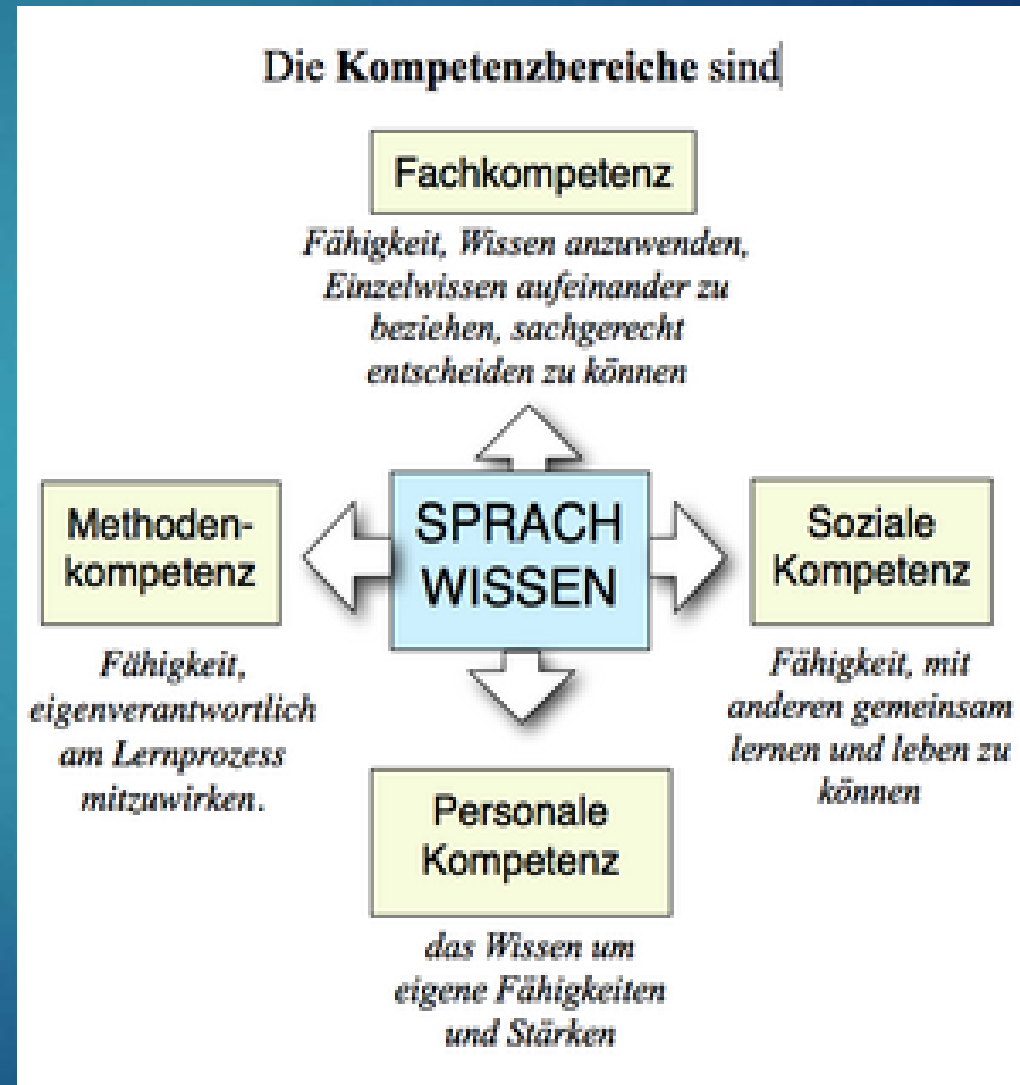 Die Kompetenzbereiche sind
Fachkompetenz
Fähigkeit, Wissen anzuwenden,
Einzelwissen aufeinander zu
beziehen, sachgerecht
entscheiden zu können
SPRACH
WISSEN
Methoden-
kompetenz
Fähigkeit,
eigenverantwortlich
am Lernprozess
mitzuwirken.
Soziale
Kompetenz
Fähigkeit, mit
anderen gemeinsam
lernen und leben zu
können
Personale
Kompetenz
das Wissen um
eigene Fähigkeiten
und Stärken